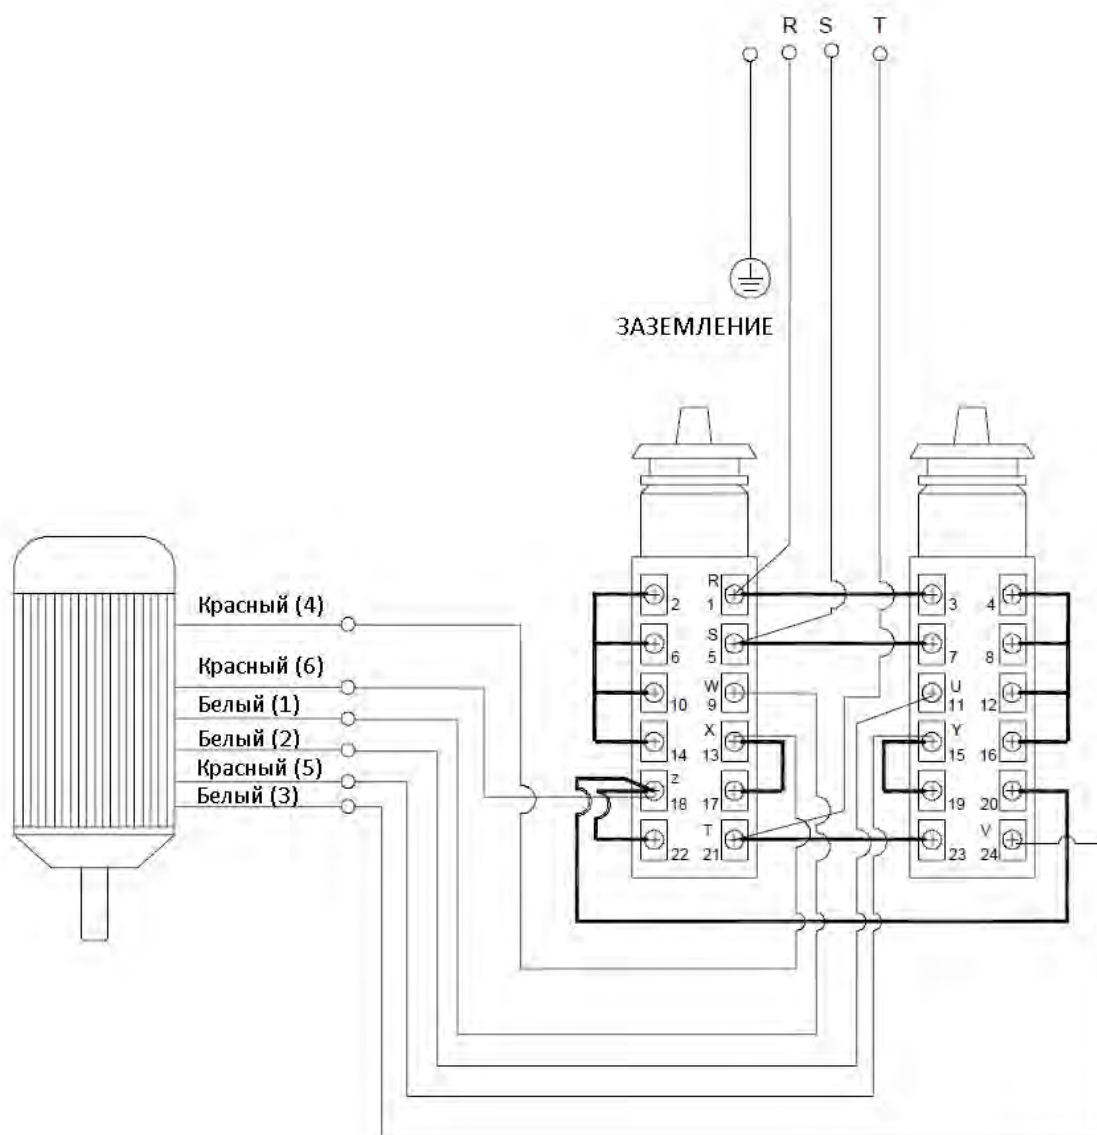 R S T
ЗАЗЕМЛЕНИЕ
Красный (4)
Красный (6)
Белый (1)
Белый (2)
Красный (5)
Белый (3)
2 R 1
6 S 5
10 W 9
14 X 13
Z 18 17
22 T 21
3 4
7 8
U 11 12
Y 15 16
19 20
23 V 24